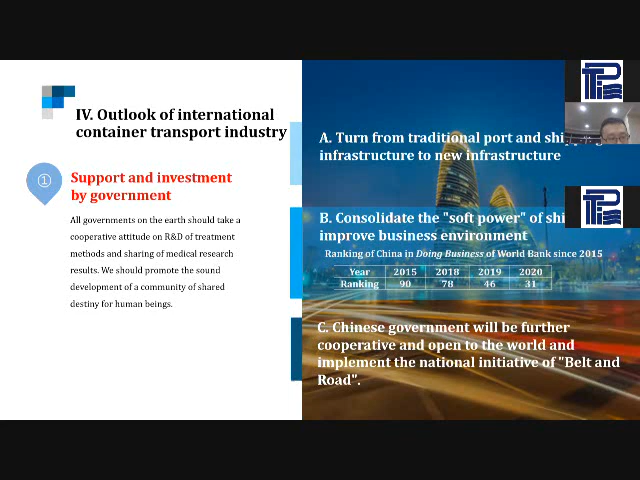 IV. Outlook of international
container transport industry
①
Support and investment
by government
All governments on the earth should take a
cooperative attitude on R&D of treatment
methods and sharing of medical research
results. We should promote the sound
development of a community of shared
destiny for human beings.
A. Turn from traditional port and
infrastructure to new infrastructure
B. Consolidate the "soft power" of
improve business environment
Ranking of China in Doing Business of World Bank since 2015
Year 2015 2018 2019 2020
Ranking 90 78 46 31
C. Chinese government will be further
cooperative and open to the world and
implement the national initiative of "Belt and
Road".